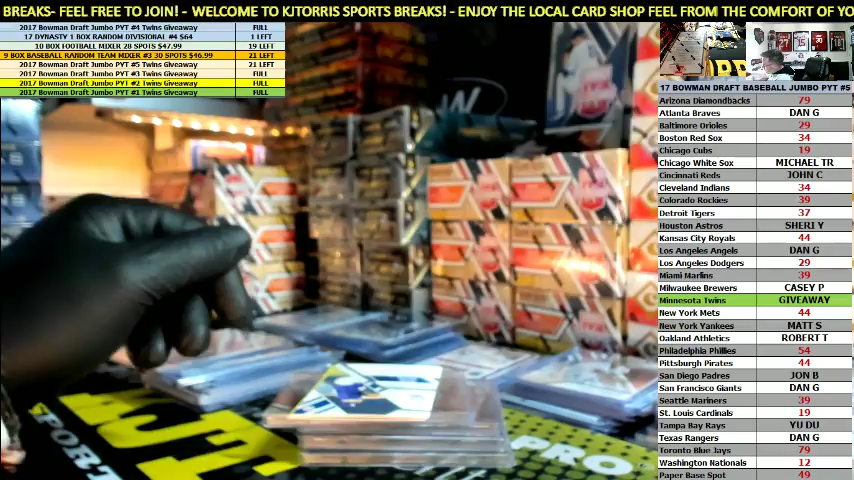 BREAKS- FEEL FREE TO JOIN! - WELCOME TO KJTORRIS SPORTS BREAKS! - ENJOY THE LOCAL CARD SHOP FEEL FROM THE COMFORT OF YO
2017 Bowman Draft Jumbo PYT #4 Twins Giveaway FULL
17 DYNASTY 1 BOX RANDOM DIVISIONAL #4 $64 1 LEFT
10 BOX FOOTBALL MIXER 28 SPOTS $47.99 19 LEFT
9 BOX BASEBALL RANDOM TEAM MIXER #3 30 SPOTS $46.99 21 LEFT
2017 Bowman Draft Jumbo PYT #5 Twins Giveaway 21 LEFT
2017 Bowman Draft Jumbo PYT #3 Twins Giveaway FULL
2017 Bowman Draft Jumbo PYT #2 Twins Giveaway FULL
2017 Bowman Draft Jumbo PYT #1 Twins Giveaway FULL
17 BOWMAN DRAFT BASEBALL JUMBO PYT #5
Arizona Diamondbacks 79
Atlanta Braves DAN G
Baltimore Orioles 29
Boston Red Sox 34
Chicago Cubs 19
Chicago White Sox MICHAEL TR
Cincinnati Reds JOHN C
Cleveland Indians 34
Colorado Rockies 39
Detroit Tigers 37
Houston Astros SHERI Y
Kansas City Royals 44
Los Angeles Angels DAN G
Los Angeles Dodgers 29
Miami Marlins 39
Milwaukee Brewers CASEY P
Minnesota Twins GIVEAWAY
New York Mets 44
New York Yankees MATT S
Oakland Athletics ROBERT T
Philadelphia Phillies 54
Pittsburgh Pirates 44
San Diego Padres JON B
San Francisco Giants DAN G
Seattle Mariners 39
St. Louis Cardinals 19
Tampa Bay Rays YU DU
Texas Rangers DAN G
Toronto Blue Jays 79
Washington Nationals 12
Paper Base Spot 49
SPORT
PRO